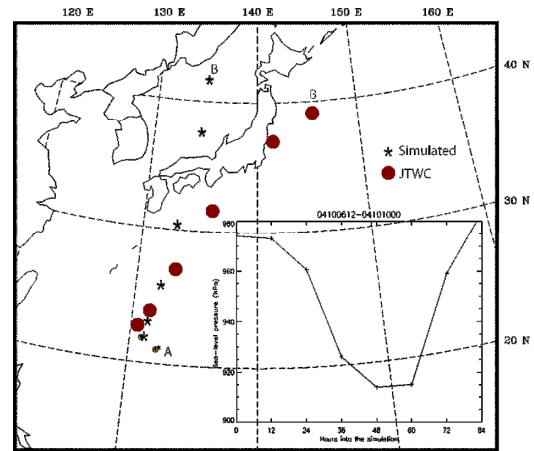 120 E 130 E 140 E 150 E 160 E
B
40 N
B
* Simulated
JTWC
30 N
04100612-04101000
980
960
940
920
900
Sea-level pressure (hPa)
A
20 N
0 12 24 36 48 60 72 84
Hours into the simulation